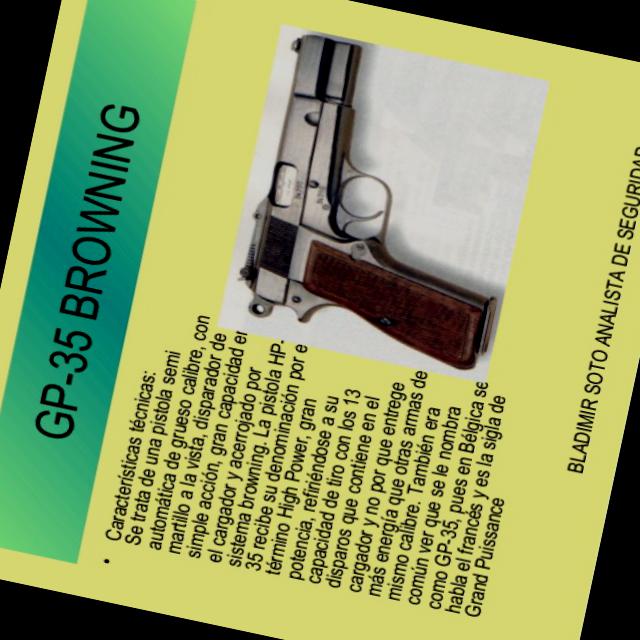 GP-35 BROWNING
• Características técnicas:
Se trata de una pistola semi
automática de grueso calibre, con
martillo a la vista, disparador de
simple acción, gran capacidad en
el cargador y acerrojado por
sistema browning. La pistola HP-
35 recibe su denominación por e
término High Power, gran
potencia, refiriéndose a su
capacidad de tiro con los 13
disparos que contiene en el
cargador y no por que entrege
más energía que otras armas de
mismo calibre. También era
común ver que se le nombra
como GP-35, pues en Bélgica se
habla el francés y es la sigla de
Grand Puissance
BLADIMIR SOTO ANALISTA DE SEGURIDAD